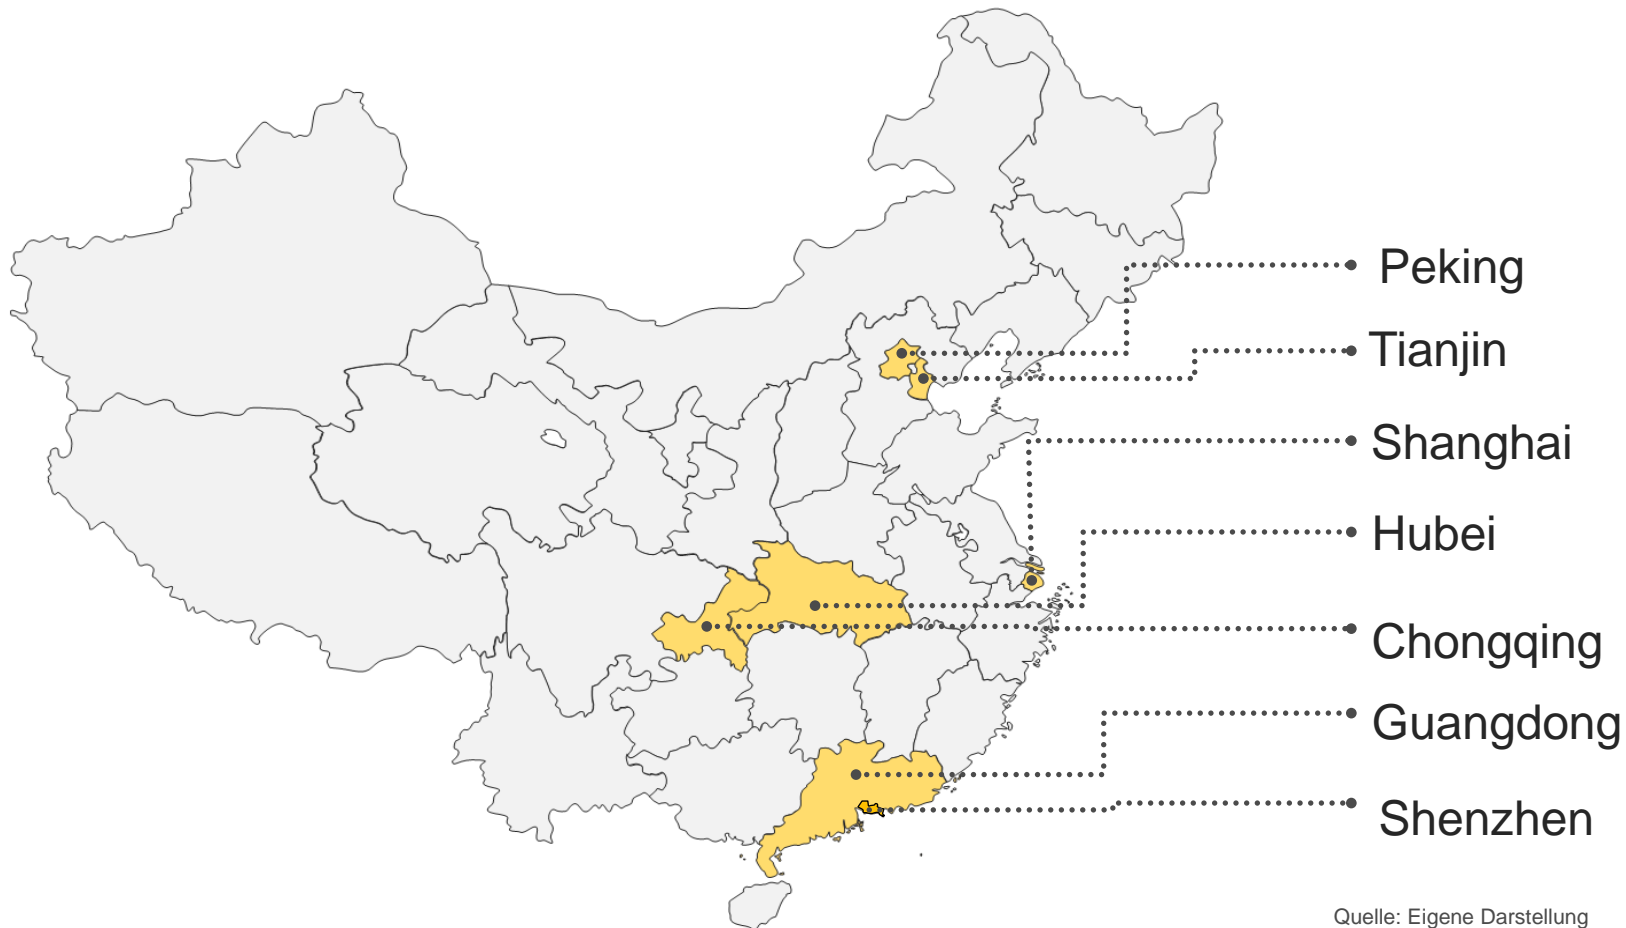 Peking
Tianjin
Shanghai
Hubei
Chongqing
Guangdong
Shenzhen
Quelle: Eigene Darstellung